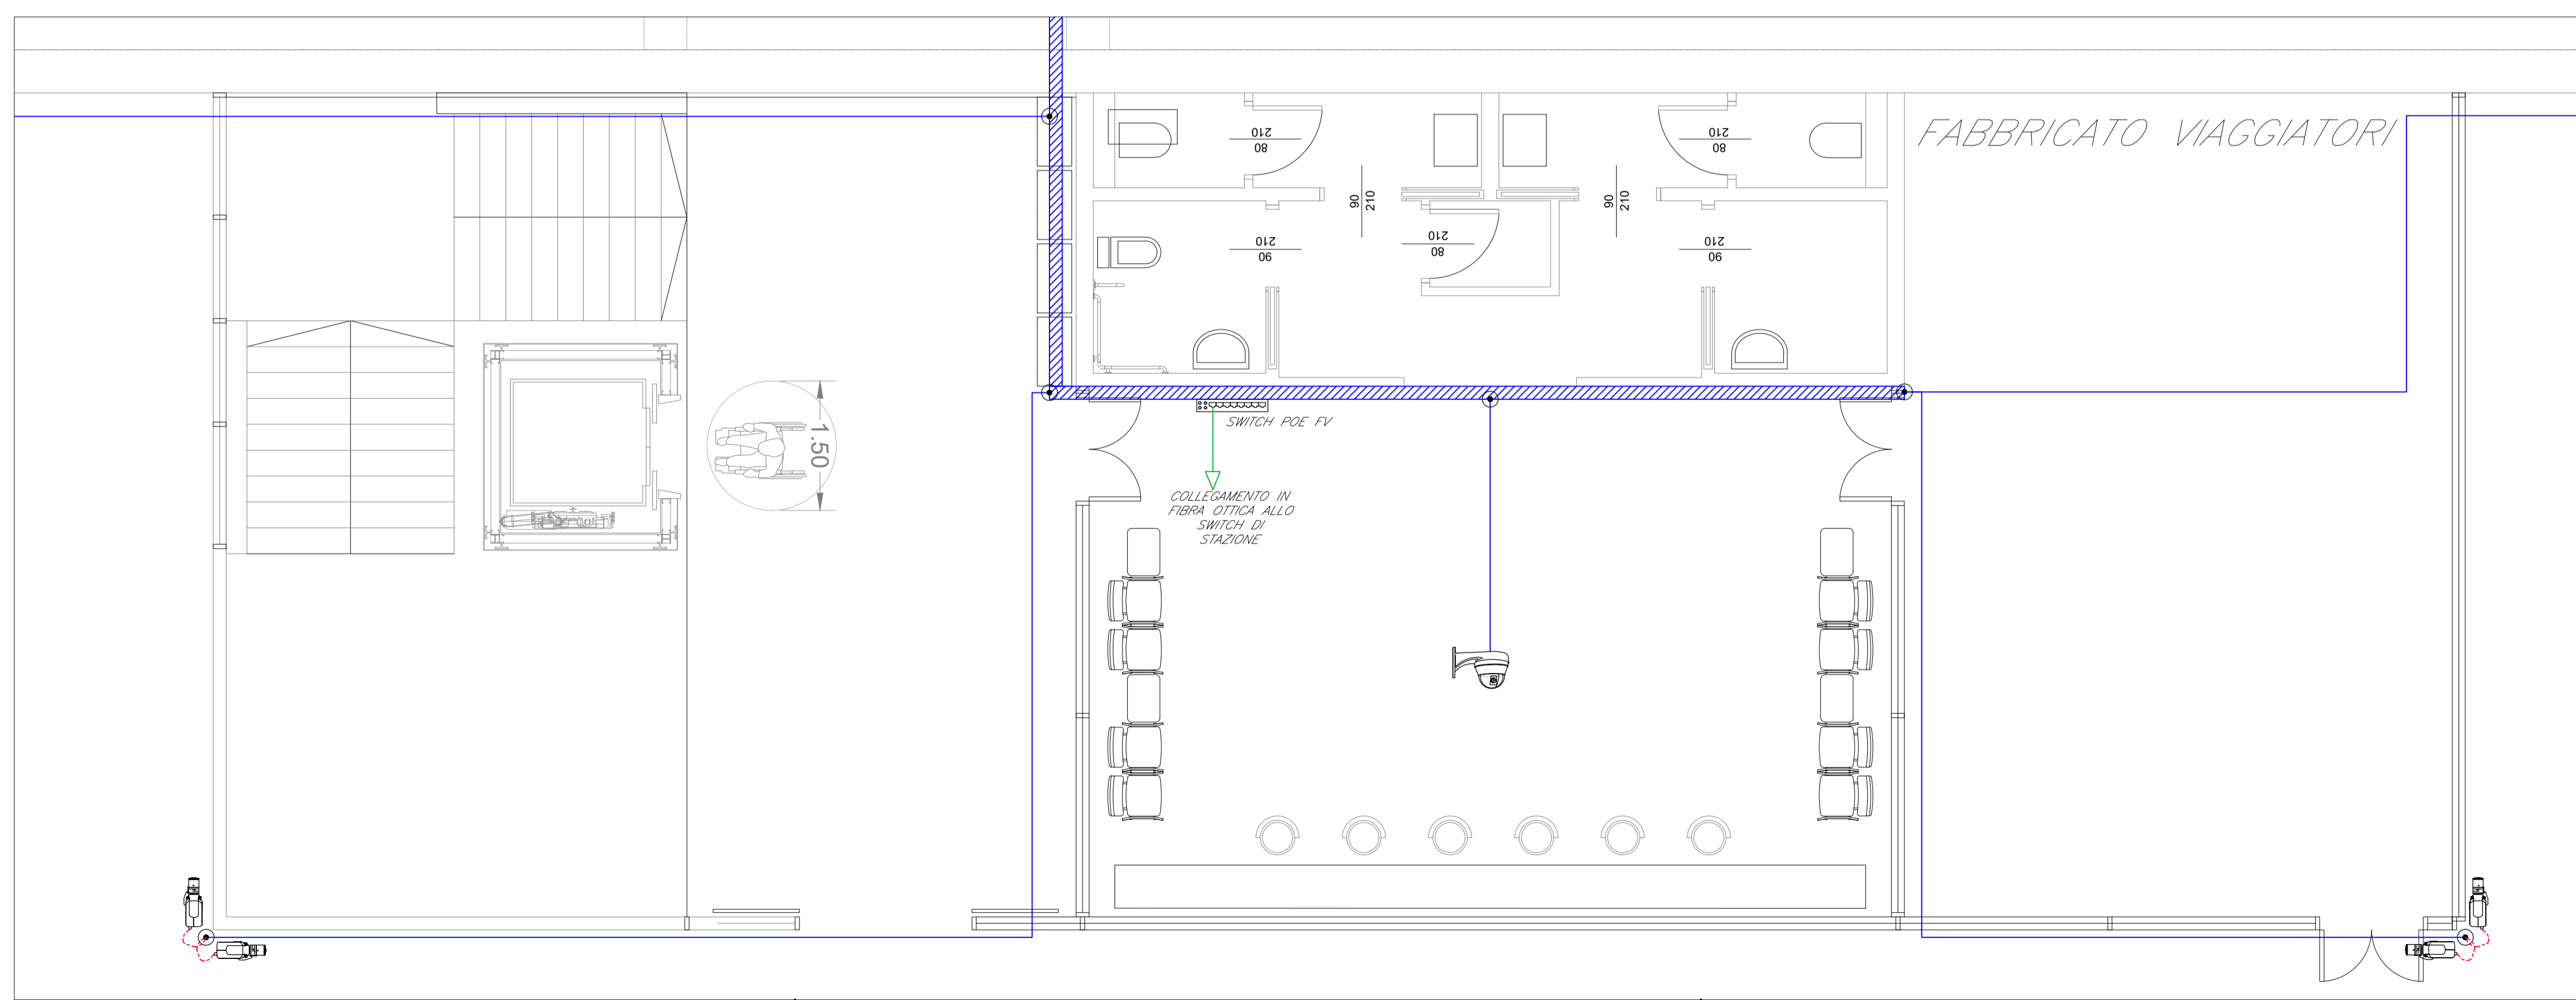 FABBRICATO VIAGGIATORI
210
80
210
80
90
210
90
210
210
90
210
80
210
90
SWITCH POE FV
1.50
COLLEGAMENTO IN
FIBRA OTTICA ALLO
SWITCH DI
STAZIONE